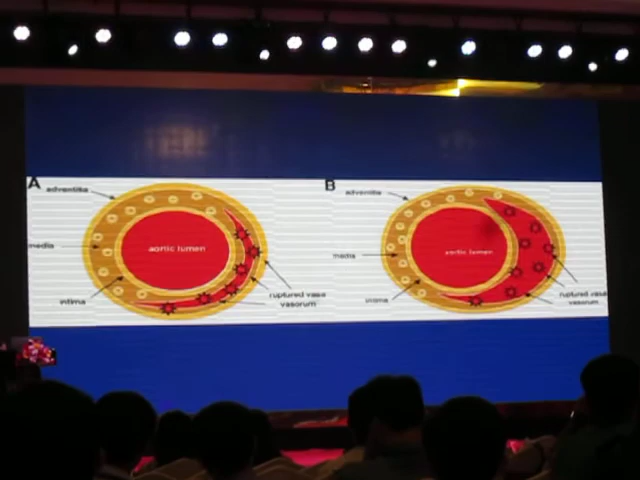 A
adventitia
media
intima
aortic lumen
ruptured vasa
vasorum
B
adventitia
media
intima
aortic lumen
ruptured vasa
vasorum